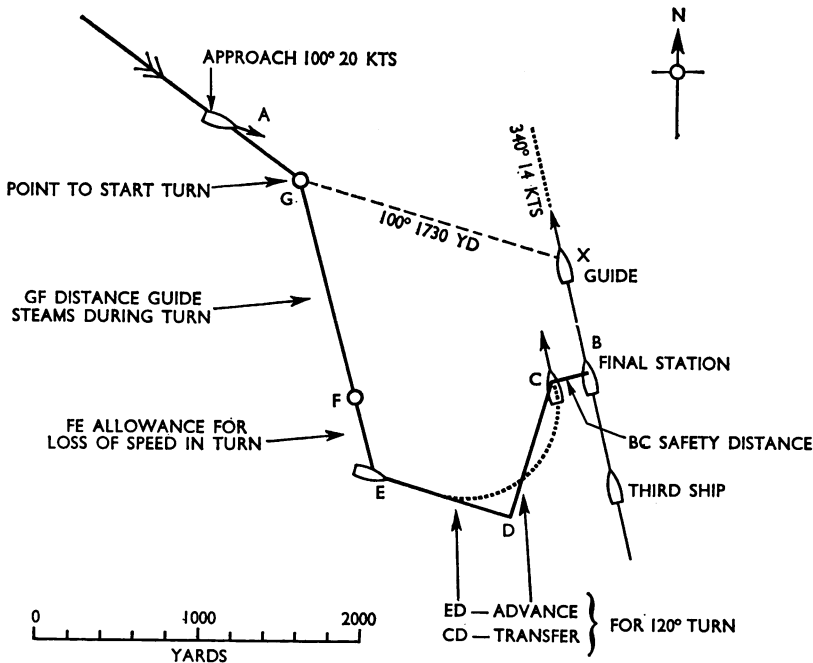 N
APPROACH 100° 20 KTS
A
POINT TO START TURN
G
100° 1730 YD
340° 14 KTS
X
GUIDE
GF DISTANCE GUIDE
STEAMS DURING TURN
B
FINAL STATION
C
F
FE ALLOWANCE FOR
LOSS OF SPEED IN TURN
BC SAFETY DISTANCE
E
THIRD SHIP
D
0 1000 2000
YARDS
ED — ADVANCE
CD — TRANSFER
FOR 120° TURN